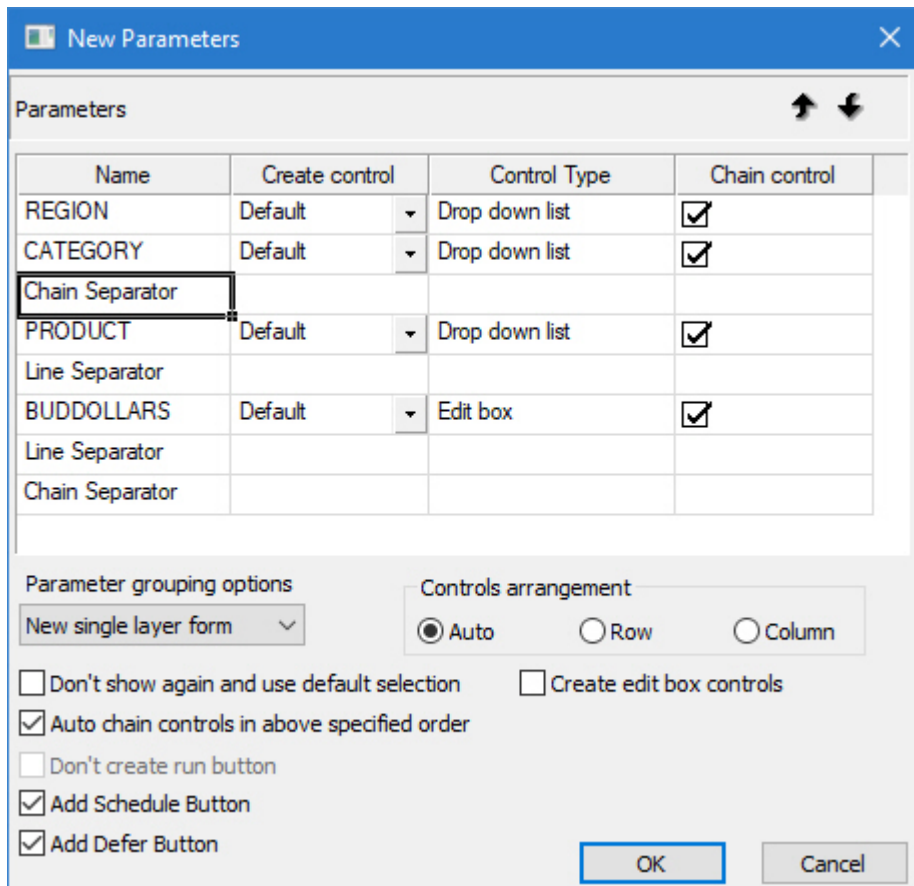 New Parameters
Parameters
Name Create control Control Type Chain control
REGION Default Drop down list
CATEGORY Default Drop down list
Chain Separator
PRODUCT Default Drop down list
Line Separator
BUDDOLLARS Default Edit box
Line Separator
Chain Separator
Parameter grouping options
New single layer form
Controls arrangement
Auto Row Column
Don't show again and use default selection
Create edit box controls
Auto chain controls in above specified order
Don't create run button
Add Schedule Button
Add Defer Button
OK Cancel